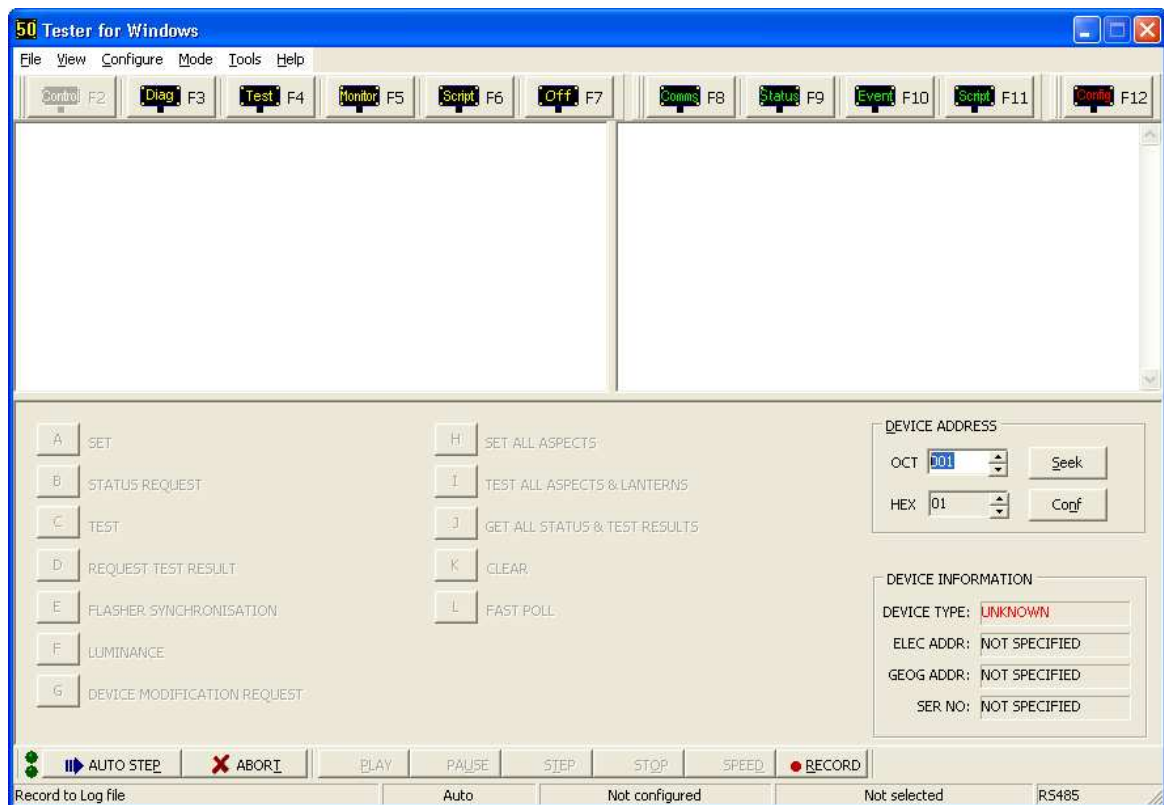 50 Tester for Windows
File View Configure Mode Tools Help
Control F2 Diag F3 Test F4 Monitor F5 Script F6 Off F7 Comms F8 Status F9 Event F10 Script F11 Config F12
A SET
B STATUS REQUEST
C TEST
D REQUEST TEST RESULT
E FLASHER SYNCHRONISATION
F LUMINANCE
G DEVICE MODIFICATION REQUEST
H SET ALL ASPECTS
I TEST ALL ASPECTS & LANTERNS
J GET ALL STATUS & TEST RESULTS
K CLEAR
L FAST POLL
DEVICE ADDRESS
OCT 001 Seek
HEX 01 Conf
DEVICE INFORMATION
DEVICE TYPE: UNKNOWN
ELEC ADDR: NOT SPECIFIED
GEOG ADDR: NOT SPECIFIED
SER NO: NOT SPECIFIED
AUTO STEP ABORT PLAY PAUSE STEP STOP SPEED RECORD
Record to Log file Auto Not configured Not selected RS485